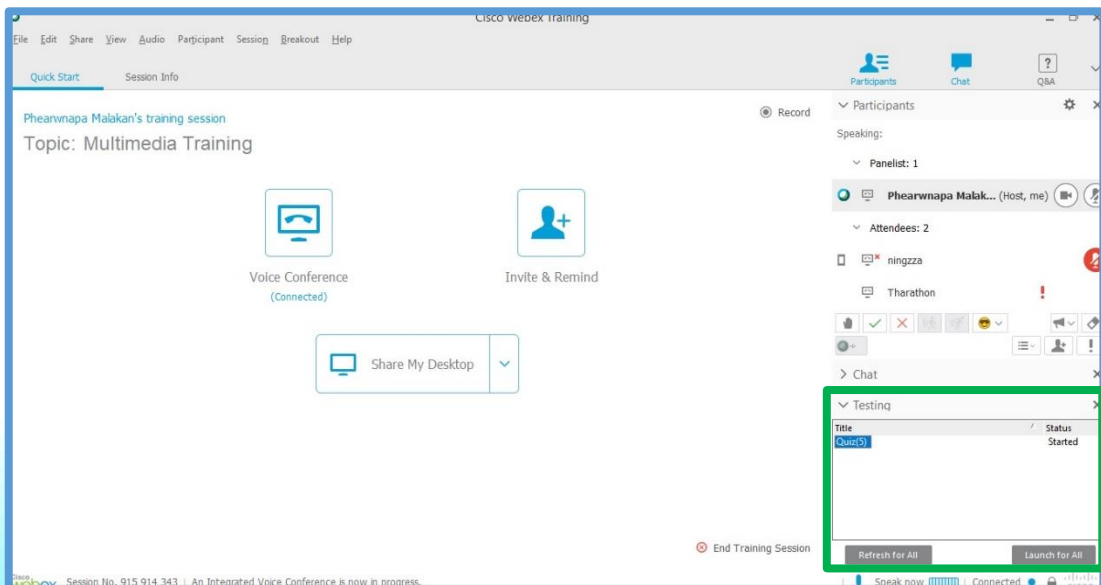 Cisco Webex Training
File Edit Share View Audio Participant Session Breakout Help
Quick Start Session Info
Participants Chat Q&A
Phearwnapa Malakan's training session
Record
Topic: Multimedia Training
Voice Conference
(Connected)
Invite & Remind
Share My Desktop
End Training Session
Participants
Speaking:
Panelist: 1
Phearwnapa Malak... (Host, me)
Attendees: 2
ningzza
Tharathon
Chat
Testing
Title Status
Quiz(5) Started
Refresh for All Launch for All
Cisco
webex Session No. 915 914 343 | An Integrated Voice Conference is now in progress.
Speak now | Connected